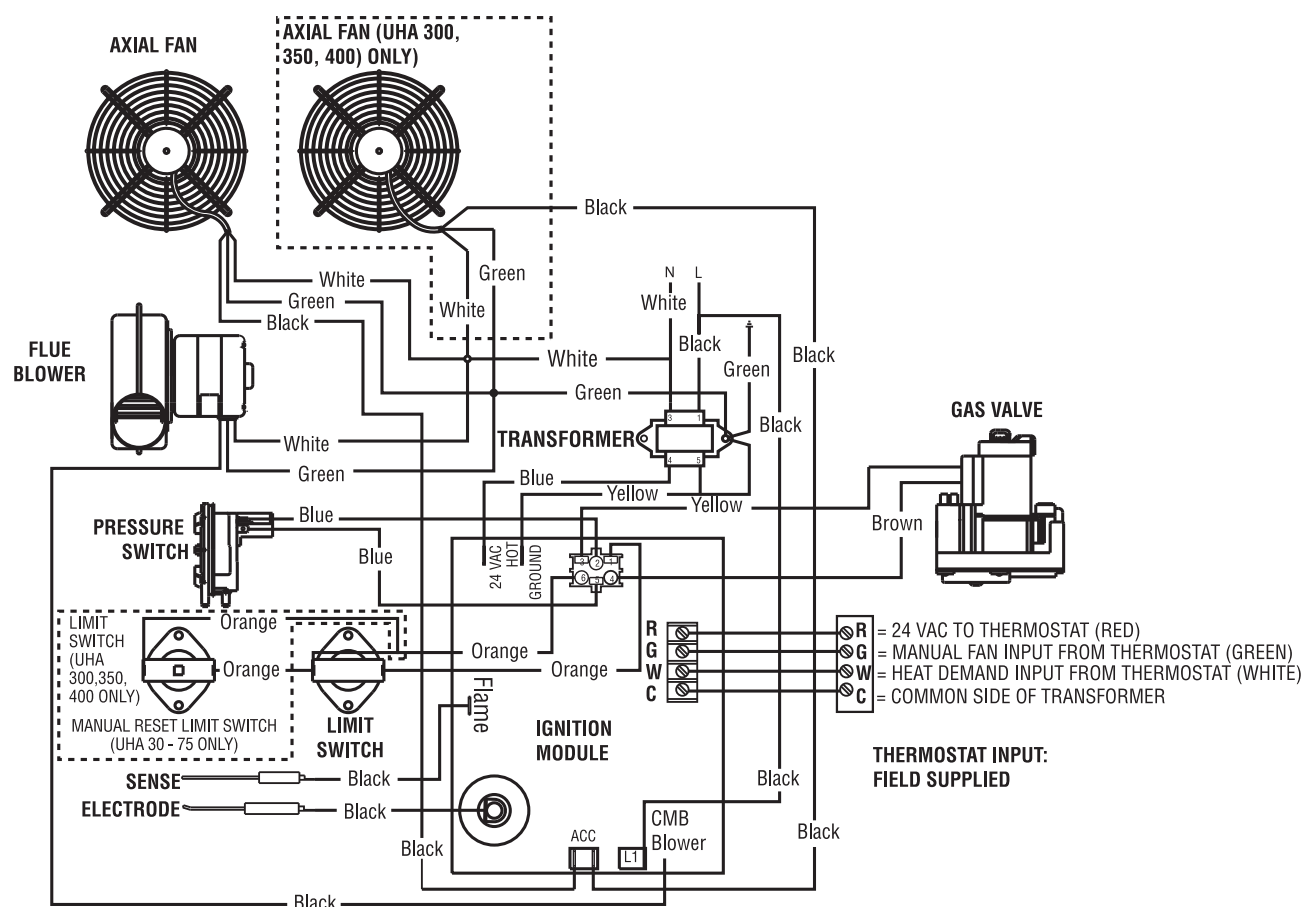 AXIAL FAN
AXIAL FAN (UHA 300,
350, 400) ONLY)
Black
White
Green
Black
Green
White
N L
White
Black
Green
Black
FLUE
BLOWER
White
Green
White
Green
TRANSFORMER
3 1
4 5
Black
GAS VALVE
Blue
Yellow
Yellow
Brown
PRESSURE
SWITCH
Blue
Blue
24 VAC
HOT
GROUND
3 2 1
6 5 4
LIMIT
SWITCH
(UHA
300,350,
400 ONLY)
Orange
Orange
Orange
Orange
MANUAL RESET LIMIT SWITCH
(UHA 30 - 75 ONLY)
LIMIT
SWITCH
Flame
R
G
W
C
R = 24 VAC TO THERMOSTAT (RED)
G = MANUAL FAN INPUT FROM THERMOSTAT (GREEN)
W = HEAT DEMAND INPUT FROM THERMOSTAT (WHITE)
C = COMMON SIDE OF TRANSFORMER
IGNITION
MODULE
THERMOSTAT INPUT:
FIELD SUPPLIED
SENSE
Black
ELECTRODE
Black
Black
Black
ACC
L1
CMB
Blower
Black
Black